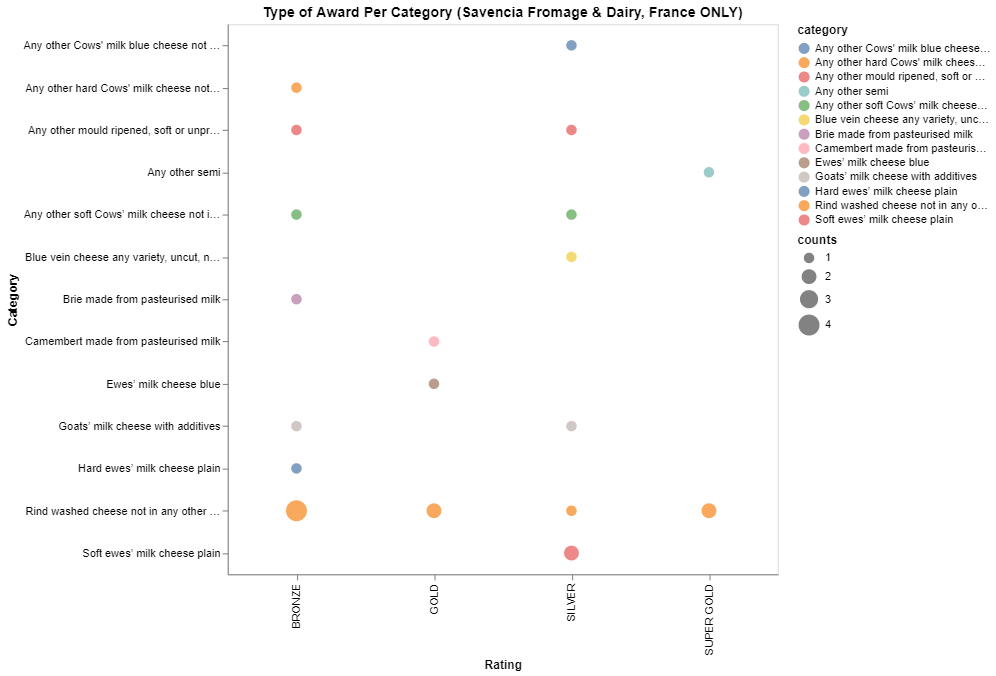 Type of Award Per Category (Savencia Fromage & Dairy, France ONLY)
Category
Any other Cows' milk blue cheese not …
Any other hard Cows' milk cheese not…
Any other mould ripened, soft or unpr…
Any other semi
Any other soft Cows’ milk cheese not i…
Blue vein cheese any variety, uncut, n…
Brie made from pasteurised milk
Camembert made from pasteurised milk
Ewes’ milk cheese blue
Goats’ milk cheese with additives
Hard ewes’ milk cheese plain
Rind washed cheese not in any other …
Soft ewes’ milk cheese plain
BRONZE
GOLD
SILVER
SUPER GOLD
Rating
category
Any other Cows' milk blue cheese…
Any other hard Cows' milk chees…
Any other mould ripened, soft or …
Any other semi
Any other soft Cows’ milk cheese…
Blue vein cheese any variety, unc…
Brie made from pasteurised milk
Camembert made from pasteuris…
Ewes’ milk cheese blue
Goats’ milk cheese with additives
Hard ewes’ milk cheese plain
Rind washed cheese not in any o…
Soft ewes’ milk cheese plain
counts
1
2
3
4